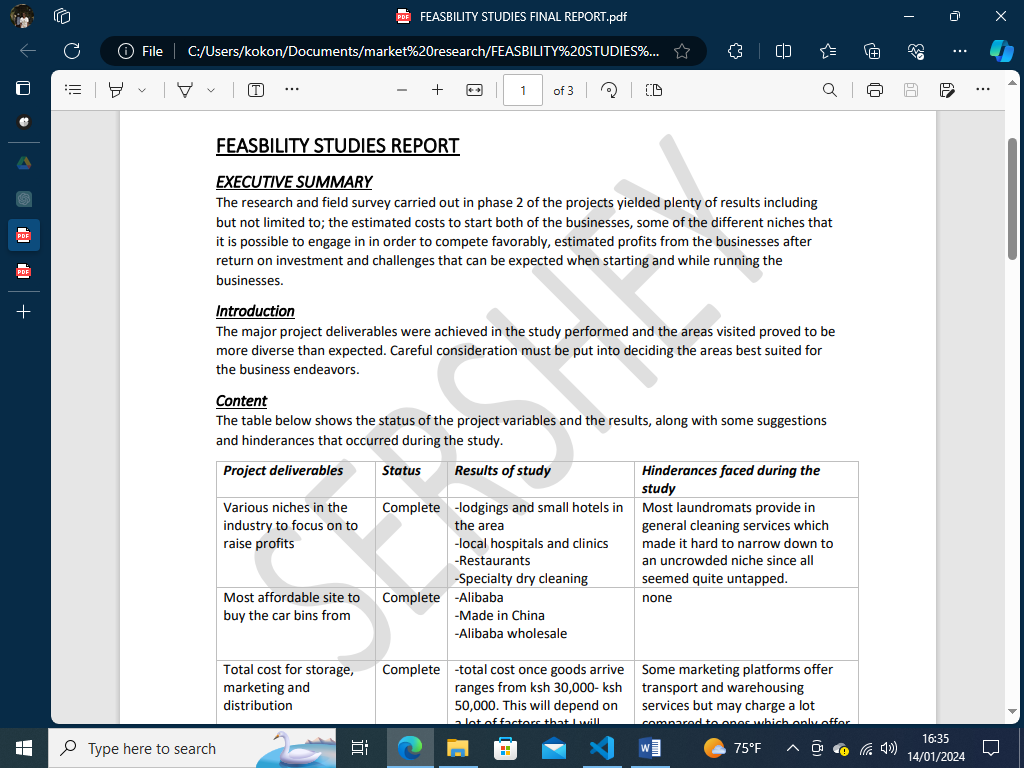 FEASBILITY STUDIES FINAL REPORT.pdf
File
C:/Users/kokon/Documents/market%20research/FEASBILITY%20STUDIES%...
1
of 3
FEASBILITY STUDIES REPORT
EXECUTIVE SUMMARY
The research and field survey carried out in phase 2 of the projects yielded plenty of results including
but not limited to; the estimated costs to start both of the businesses, some of the different niches that
it is possible to engage in in order to compete favorably, estimated profits from the businesses after
return on investment and challenges that can be expected when starting and while running the
businesses.
Introduction
The major project deliverables were achieved in the study performed and the areas visited proved to be
more diverse than expected. Careful consideration must be put into deciding the areas best suited for
the business endeavors.
Content
The table below shows the status of the project variables and the results, along with some suggestions
and hinderances that occurred during the study.
Project deliverables
Status
Results of study
Hinderances faced during the
study
Various niches in the
industry to focus on to
raise profits
Complete
-lodgings and small hotels in
the area
-local hospitals and clinics
-Restaurants
-Specialty dry cleaning
Most laundromats provide in
general cleaning services which
made it hard to narrow down to
an uncrowded niche since all
seemed quite untapped.
Most affordable site to
buy the car bins from
Complete
-Alibaba
-Made in China
-Alibaba wholesale
none
Total cost for storage,
marketing and
distribution
Complete
-total cost once goods arrive
ranges from ksh 30,000- ksh
50,000. This will depend on
a lot of factors that I will
Some marketing platforms offer
transport and warehousing
services but may charge a lot
compared to ones which only offer
SERSHEY
Type here to search
75°F
16:35
14/01/2024